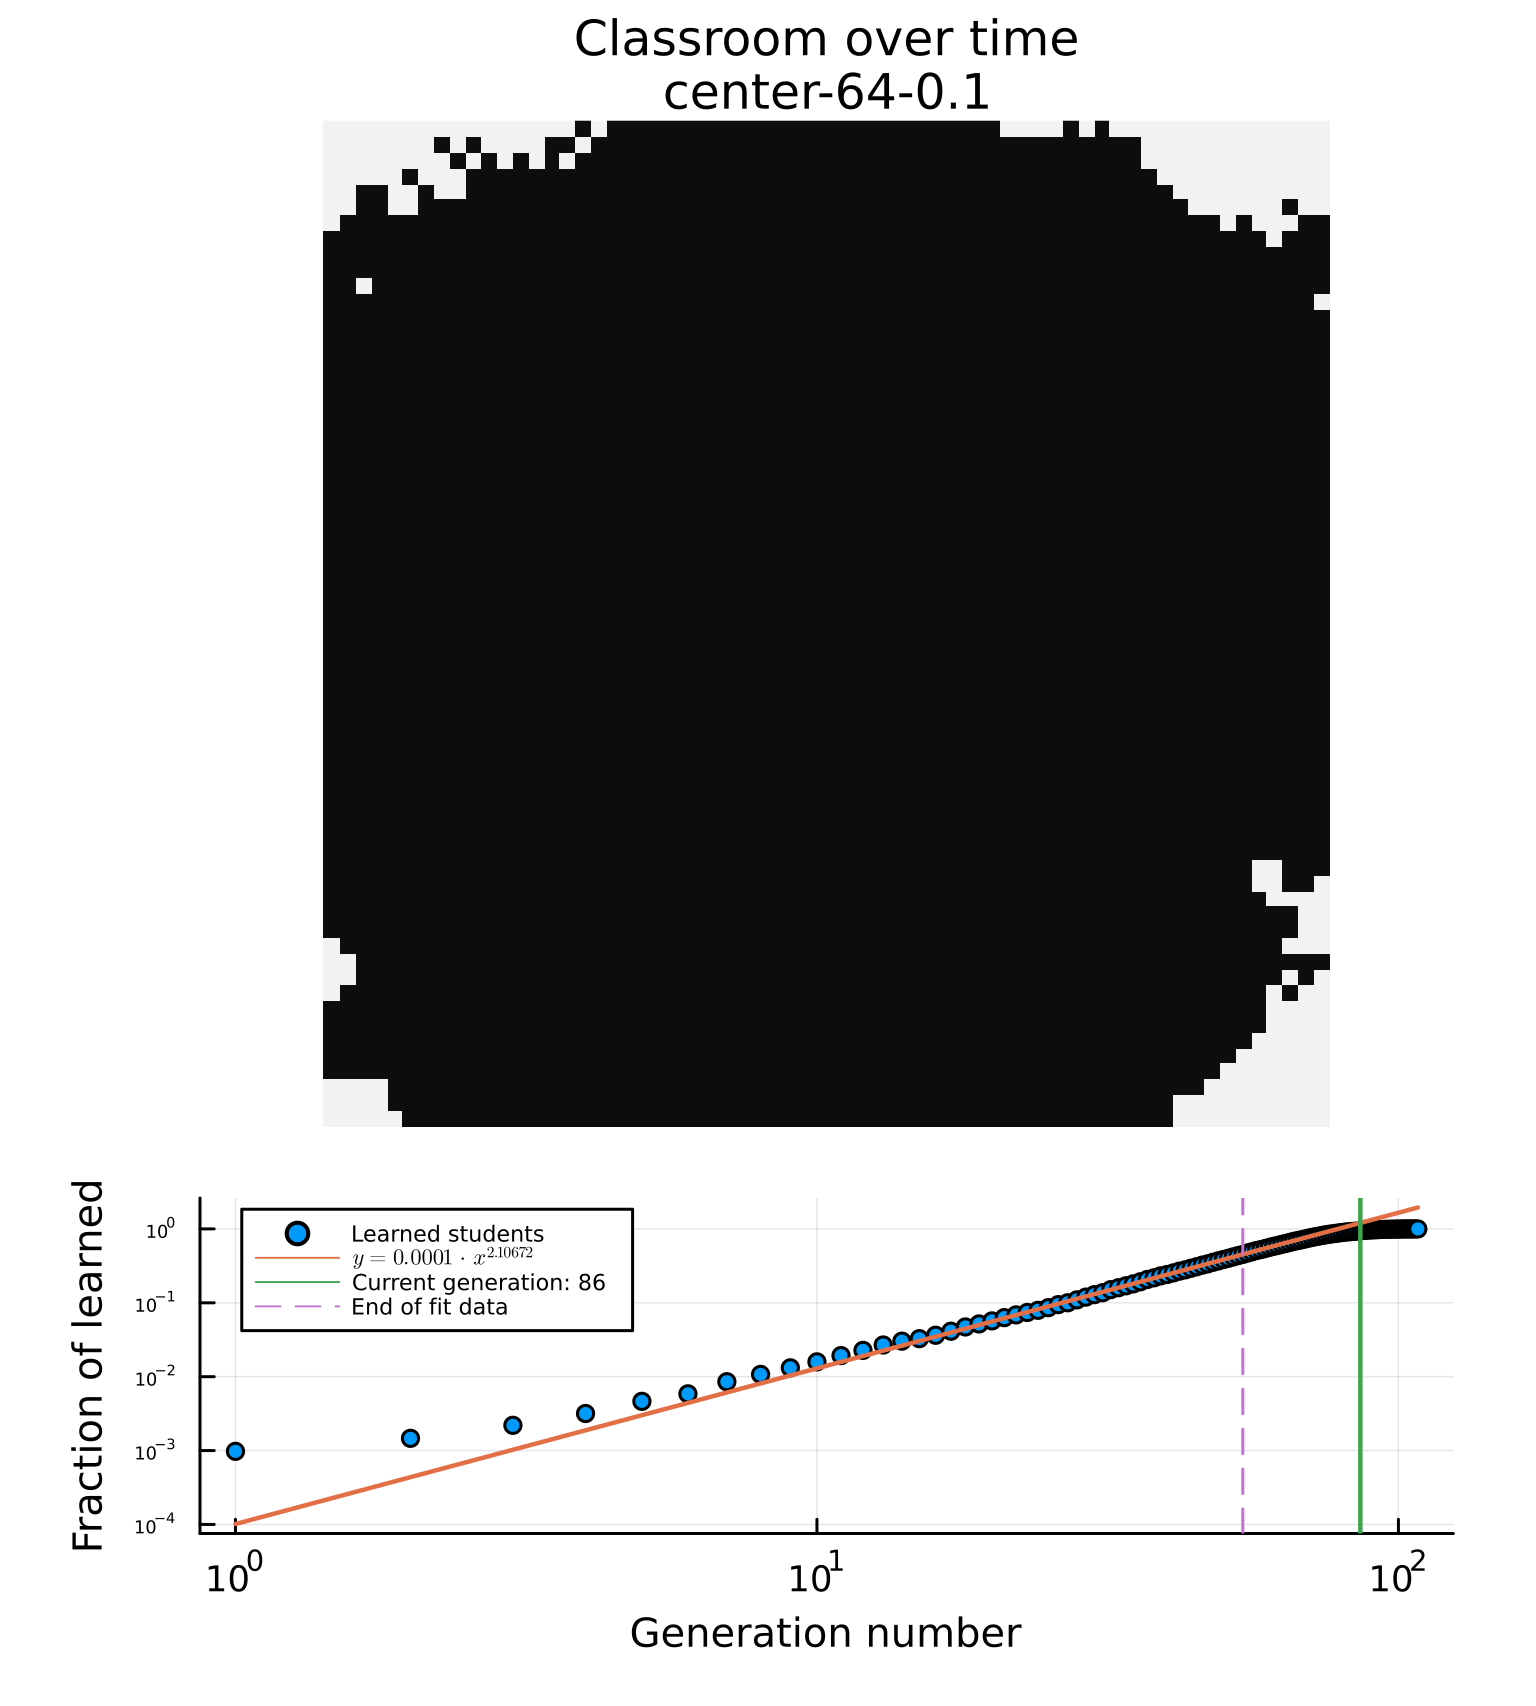 Classroom over time
center-64-0.1
Fraction of learned
10^0
10^-1
10^-2
10^-3
10^-4
Learned students
y = 0.0001 · x^2.10672
Current generation: 86
End of fit data
10^0 10^1 10^2
Generation number